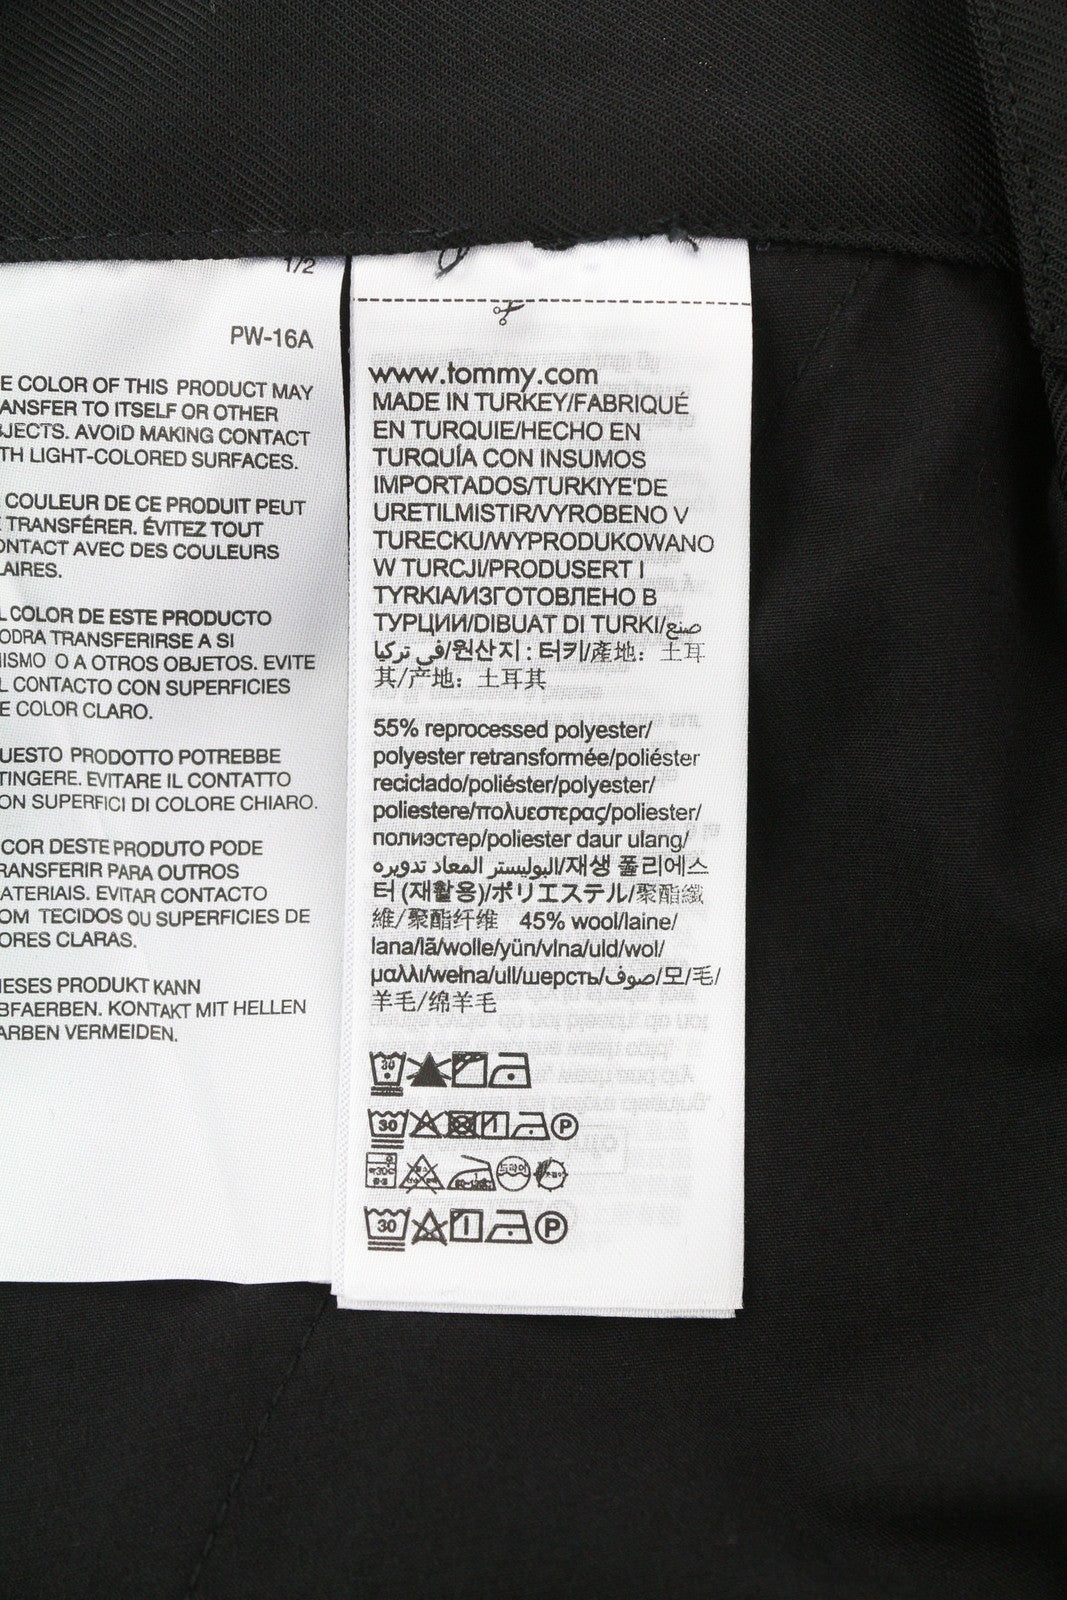 1/2
PW-16A
E COLOR OF THIS PRODUCT MAY
ANSFER TO ITSELF OR OTHER
JECTS. AVOID MAKING CONTACT
TH LIGHT-COLORED SURFACES.
COULEUR DE CE PRODUIT PEUT
TRANSFÉRER. ÉVITEZ TOUT
ONTACT AVEC DES COULEURS
AIRES.
L COLOR DE ESTE PRODUCTO
ODRA TRANSFERIRSE A SI
ISMO O A OTROS OBJETOS. EVITE
L CONTACTO CON SUPERFICIES
E COLOR CLARO.
UESTO PRODOTTO POTREBBE
TINGERE. EVITARE IL CONTATTO
ON SUPERFICI DI COLORE CHIARO.
COR DESTE PRODUTO PODE
RANSFERIR PARA OUTROS
ATERIAIS. EVITAR CONTACTO
OM TECIDOS OU SUPERFICIES DE
ORES CLARAS.
IESES PRODUKT KANN
BFAERBEN. KONTAKT MIT HELLEN
ARBEN VERMEIDEN.
www.tommy.com
MADE IN TURKEY/FABRIQUÉ
EN TURQUIE/HECHO EN
TURQUÍA CON INSUMOS
IMPORTADOS/TURKIYE'DE
URETILMISTIR/VYROBENO V
TURECKU/WYPRODUKOWANO
W TURCJI/PRODUSERT I
TYRKIA/ИЗГОТОВЛЕНО В
ТУРЦИИ/DIBUAT DI TURKI/صنع
في تركيا/원산지 : 터키/產地：土耳
其/产地：土耳其
55% reprocessed polyester/
polyester retransformée/poliéster
reciclado/poliéster/polyester/
poliestere/πολυεστερας/poliester/
полиэстер/poliester daur ulang/
البوليستر المعاد تدويره/재생 폴리에스
터 (재활용)/ポリエステル/聚酯纖
維/聚酯纤维 45% wool/laine/
lana/lã/wolle/yün/vlna/uld/wol/
μαλλι/wełna/ull/шерсть/صوف/모/毛/
羊毛/绵羊毛
30
30 P
드라이
30 P